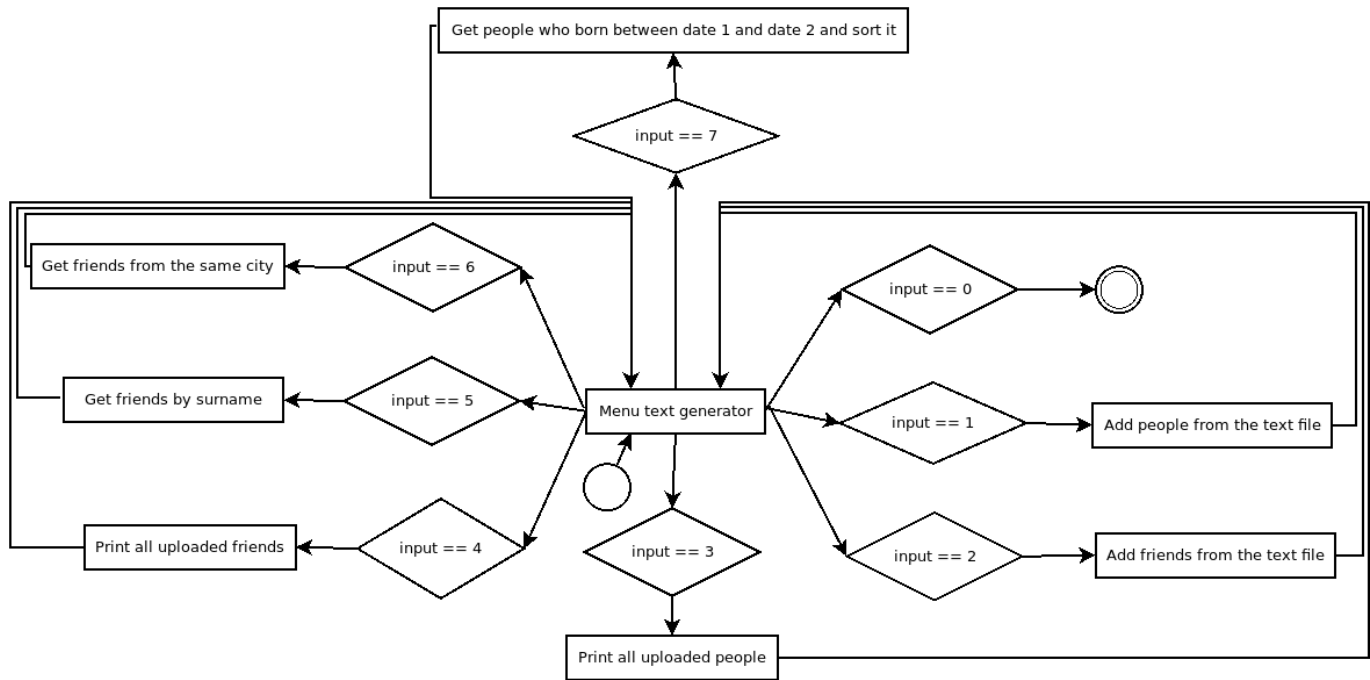 Get people who born between date 1 and date 2 and sort it
input == 7
Get friends from the same city
input == 6
input == 0
Get friends by surname
input == 5
Menu text generator
input == 1
Add people from the text file
Print all uploaded friends
input == 4
input == 3
input == 2
Add friends from the text file
Print all uploaded people